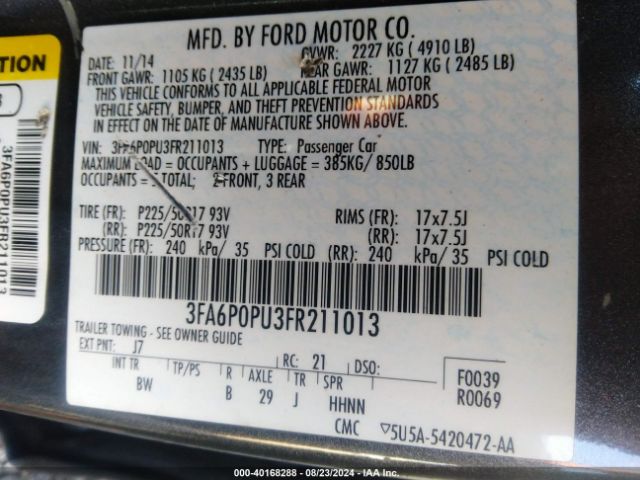 MFD. BY FORD MOTOR CO.
DATE: 11/14 GVWR: 2227 KG (4910 LB)
FRONT GAWR: 1105 KG (2435 LB) REAR GAWR: 1127 KG (2485 LB)
THIS VEHICLE CONFORMS TO ALL APPLICABLE FEDERAL MOTOR
VEHICLE SAFETY, BUMPER, AND THEFT PREVENTION STANDARDS
IN EFFECT ON THE DATE OF MANUFACTURE SHOWN ABOVE.
VIN: 3FA6P0PU3FR211013 TYPE: Passenger Car
MAXIMUM LOAD = OCCUPANTS + LUGGAGE = 385KG/ 850LB
OCCUPANTS = 5 TOTAL; 2 FRONT, 3 REAR
TIRE (FR): P225/50R17 93V RIMS (FR): 17x7.5J
(RR): P225/50R17 93V (RR): 17x7.5J
PRESSURE (FR): 240 kPa/ 35 PSI COLD (RR): 240 kPa/ 35 PSI COLD
3FA6P0PU3FR211013
TRAILER TOWING - SEE OWNER GUIDE
EXT PNT: J7 RC: 21 DSO: F0039
INT TR TP/PS R AXLE TR SPR R0069
BW B 29 J HHNN
CMC ▽5U5A-5420472-AA
TION
3FA6P0PU3FR211013
000-40168288 - 08/23/2024 - IAA Inc.